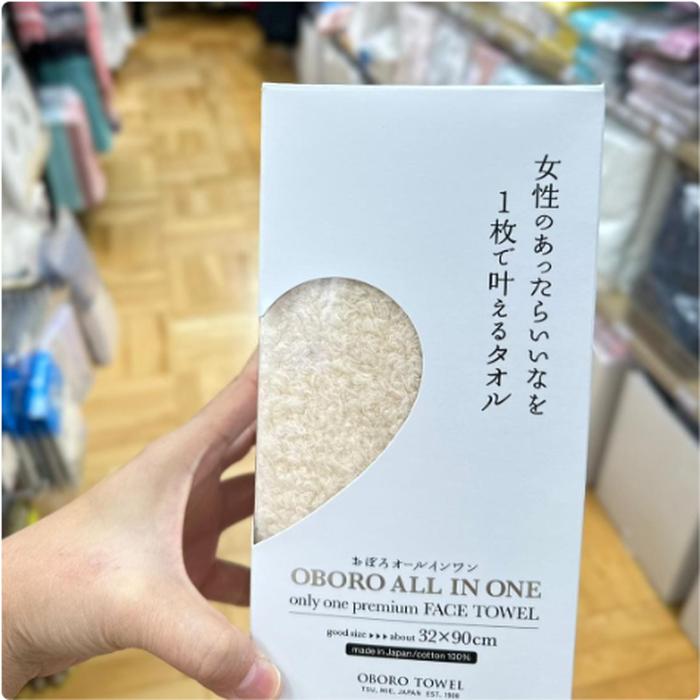 女性のあったらいいなを
1枚で叶えるタオル
おぼろオールインワン
OBORO ALL IN ONE
only one premium FACE TOWEL
good size ▸▸▸ about 32×90cm
made in Japan/cotton 100%
OBORO TOWEL
TSU, MIE, JAPAN EST. 1908